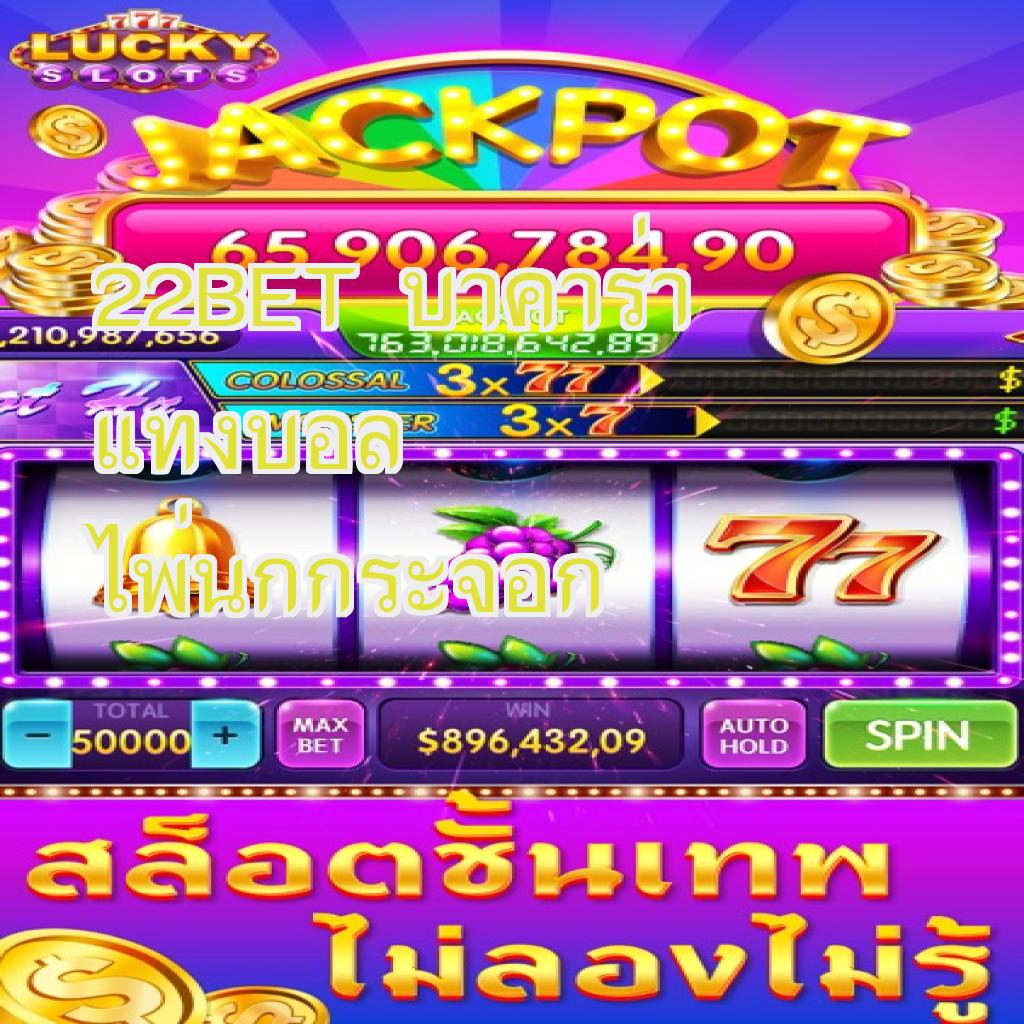 777
LUCKY
SLOTS
JACKPOT
65,906,784.90
22BET บาคาร่า
JACKPOT
,210,987,656
763,018,642.89
COLOSSAL 3x77
3x7
$
$
แทงบอล
77
ไพ่นกกระจอก
TOTAL
- 50000 +
MAX BET
WIN
$896,432,09
AUTO HOLD
SPIN
สล็อตชั้นเทพ
ไม่ลองไม่รู้